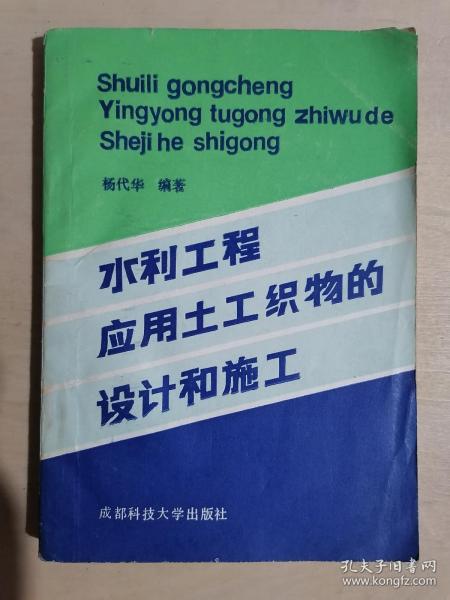 Shuili gongcheng
Yingyong tugong zhiwu de
Sheji he shigong
杨代华 编著
水利工程
应用土工织物的
设计和施工
成都科技大学出版社
孔夫子旧书网
www.kongfz.com